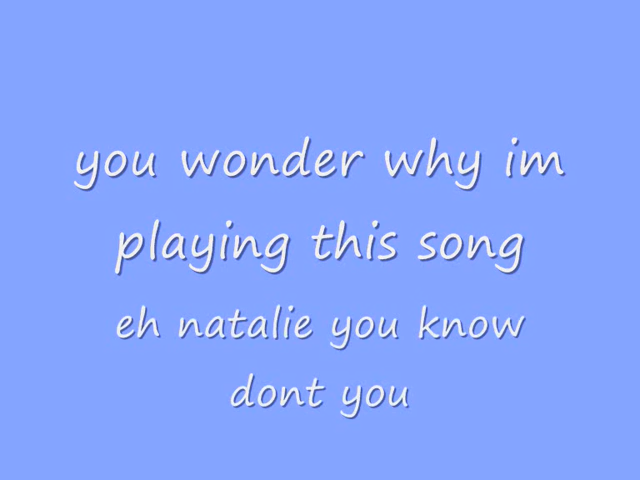 you wonder why im
playing this song
eh natalie you know
dont you